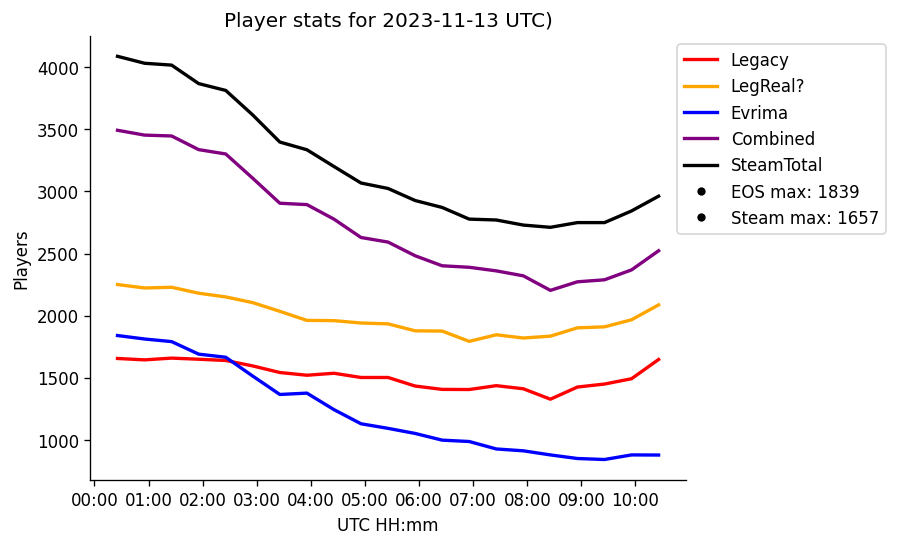 Player stats for 2023-11-13 UTC)
Legacy
LegReal?
Evrima
Combined
SteamTotal
EOS max: 1839
Steam max: 1657
Players
4000
3500
3000
2500
2000
1500
1000
00:00 01:00 02:00 03:00 04:00 05:00 06:00 07:00 08:00 09:00 10:00
UTC HH:mm